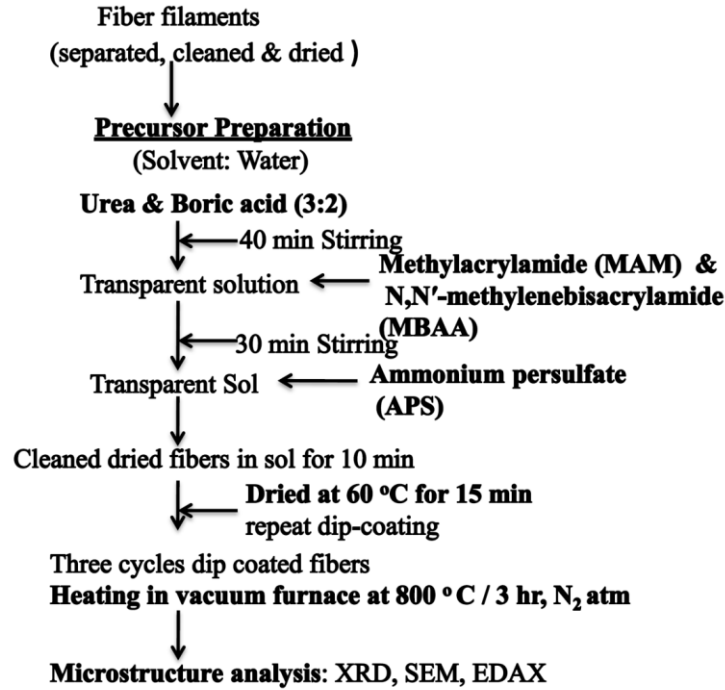 Fiber filaments
(separated, cleaned & dried )
Precursor Preparation
(Solvent: Water)
Urea & Boric acid (3:2)
40 min Stirring
Transparent solution
Methylacrylamide (MAM) &
N,N′-methylenebisacrylamide
(MBAA)
30 min Stirring
Transparent Sol
Ammonium persulfate
(APS)
Cleaned dried fibers in sol for 10 min
Dried at 60 °C for 15 min
repeat dip-coating
Three cycles dip coated fibers
Heating in vacuum furnace at 800 °C / 3 hr, N₂ atm
Microstructure analysis: XRD, SEM, EDAX